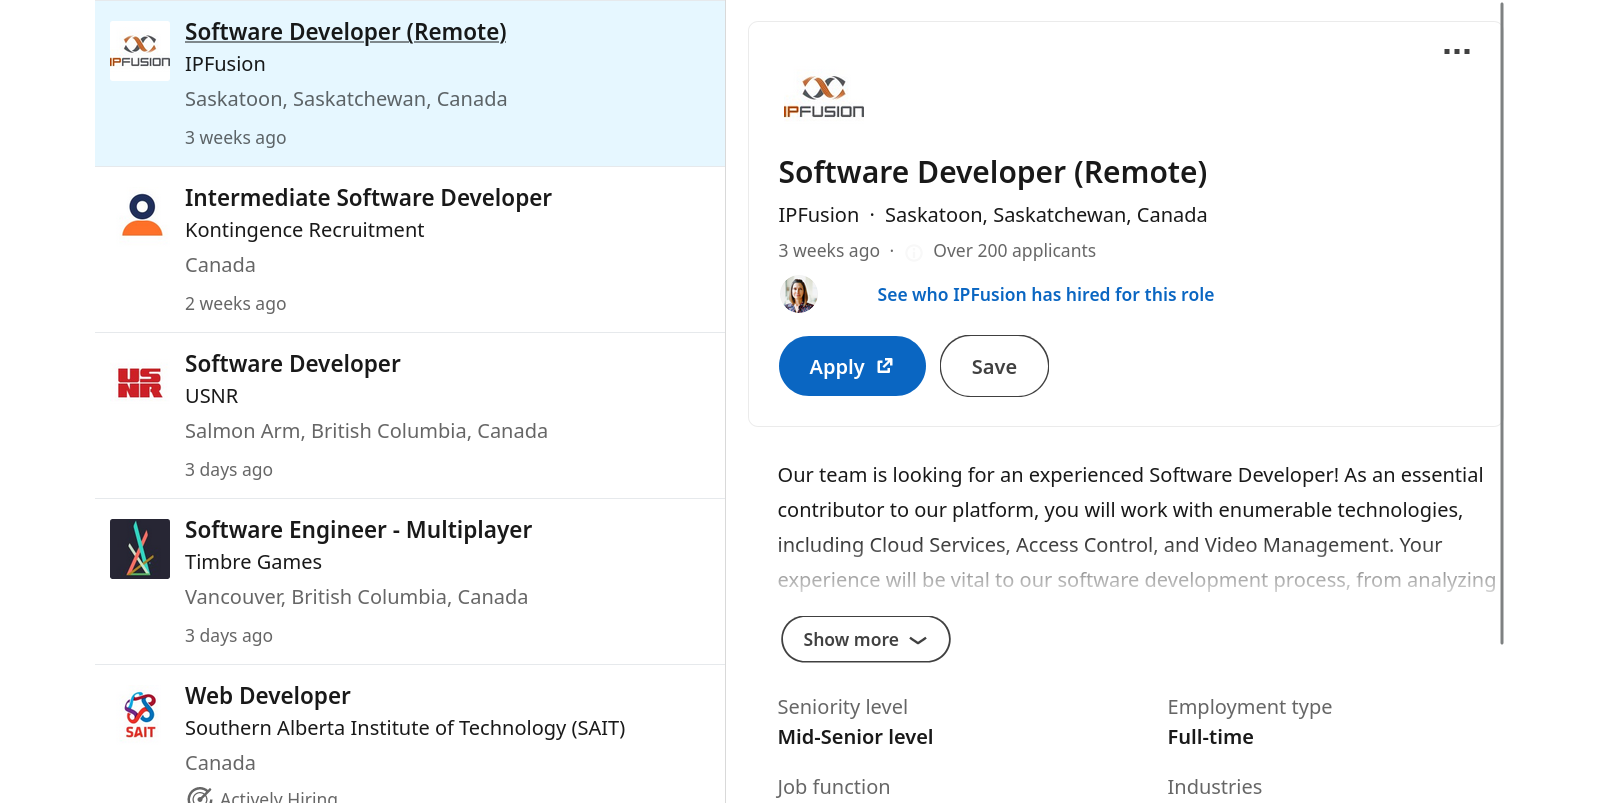 Software Developer (Remote)
IPFUSION
IPFusion
Saskatoon, Saskatchewan, Canada
3 weeks ago
Intermediate Software Developer
Kontingence Recruitment
Canada
2 weeks ago
US
NR
Software Developer
USNR
Salmon Arm, British Columbia, Canada
3 days ago
Software Engineer - Multiplayer
Timbre Games
Vancouver, British Columbia, Canada
3 days ago
SAIT
Web Developer
Southern Alberta Institute of Technology (SAIT)
Canada
Actively Hiring
IPFUSION
Software Developer (Remote)
IPFusion · Saskatoon, Saskatchewan, Canada
3 weeks ago · Over 200 applicants
See who IPFusion has hired for this role
Apply
Save
Our team is looking for an experienced Software Developer! As an essential
contributor to our platform, you will work with enumerable technologies,
including Cloud Services, Access Control, and Video Management. Your
experience will be vital to our software development process, from analyzing
Show more
Seniority level
Mid-Senior level
Employment type
Full-time
Job function
Industries